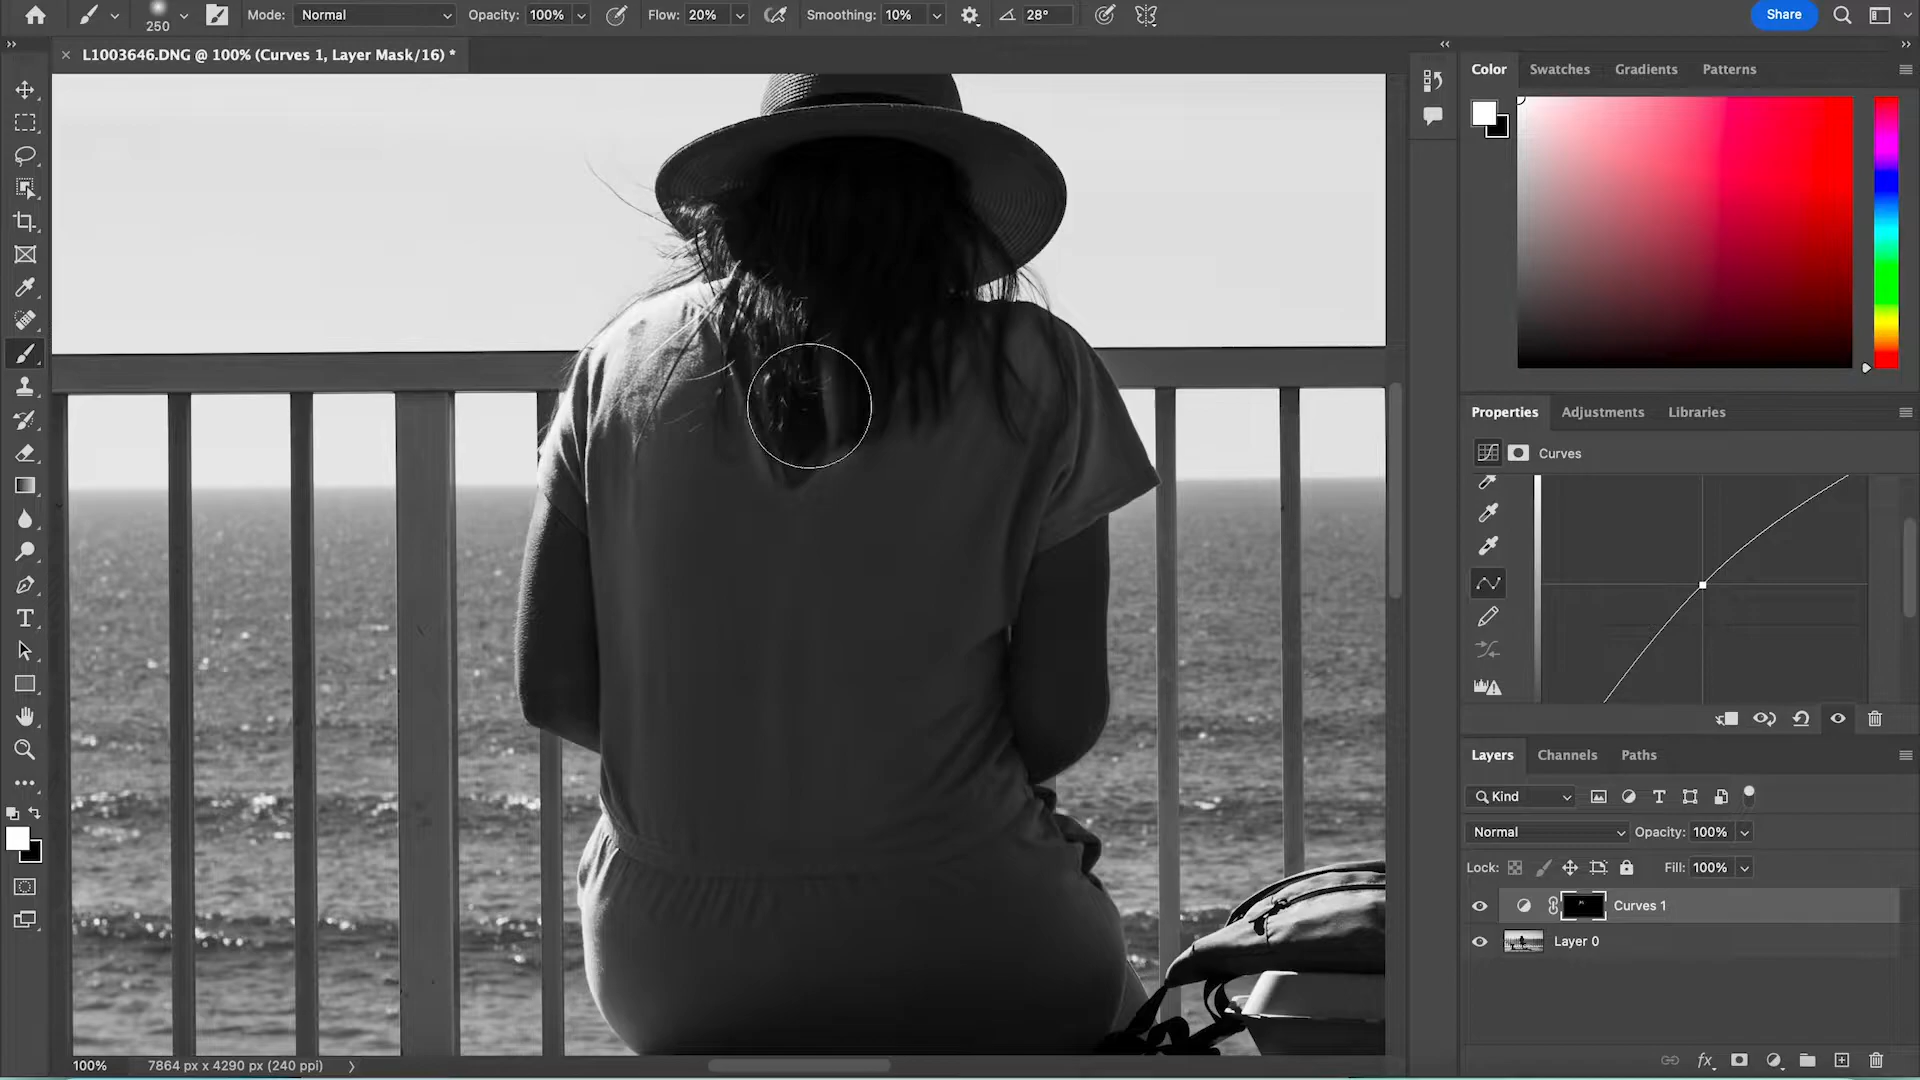 250
Mode: Normal
Opacity: 100%
Flow: 20%
Smoothing: 10%
28°
Share
L1003646.DNG @ 100% (Curves 1, Layer Mask/16) *
Color Swatches Gradients Patterns
Properties Adjustments Libraries
Curves
Layers Channels Paths
Kind
Normal
Opacity: 100%
Lock:
Fill: 100%
Curves 1
Layer 0
fx
100%
7864 px x 4290 px (240 ppi)